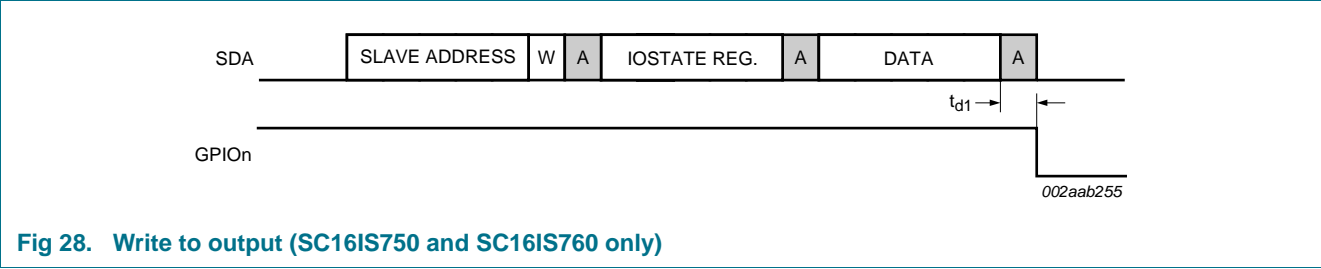 SDA SLAVE ADDRESS W A IOSTATE REG. A DATA A
td1
GPIOn
002aab255
Fig 28. Write to output (SC16IS750 and SC16IS760 only)